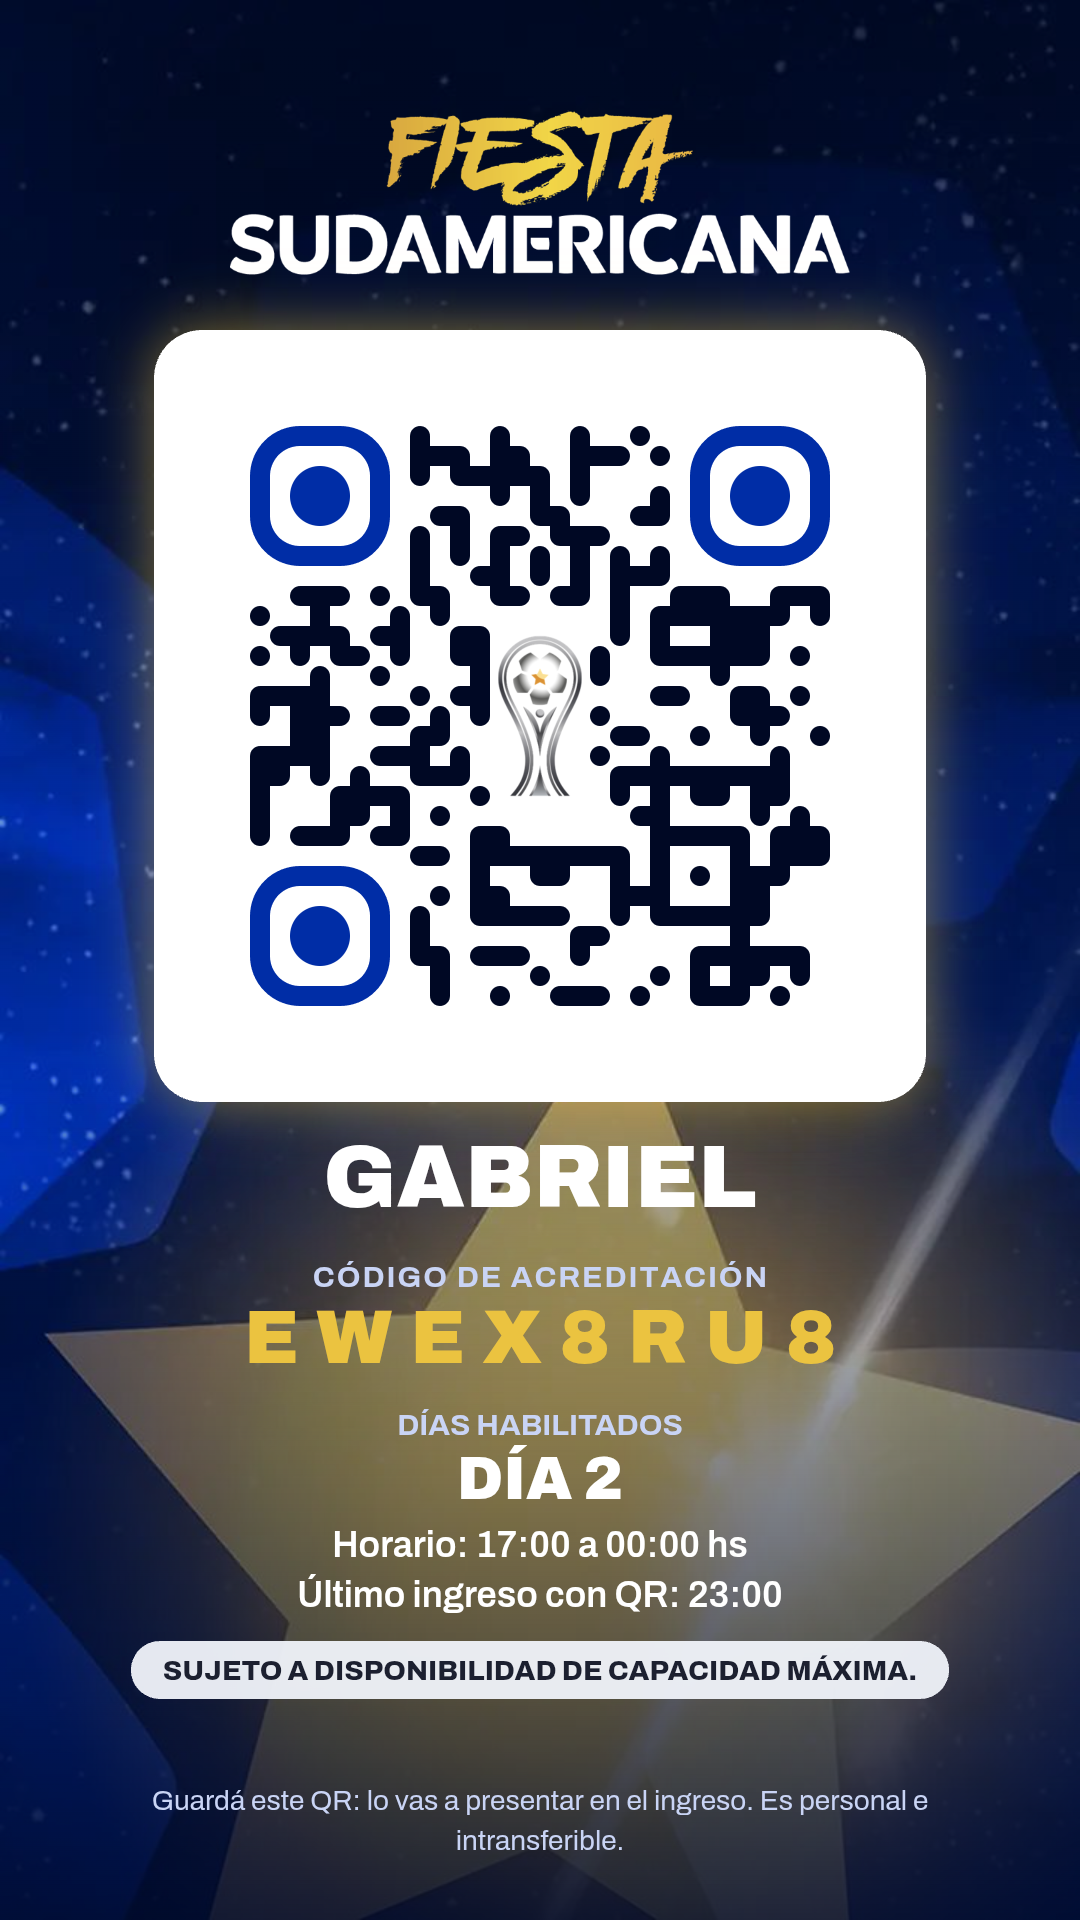 FIESTA
SUDAMERICANA
GABRIEL
CÓDIGO DE ACREDITACIÓN
EWEX8RU8
DÍAS HABILITADOS
DÍA 2
Horario: 17:00 a 00:00 hs
Último ingreso con QR: 23:00
SUJETO A DISPONIBILIDAD DE CAPACIDAD MÁXIMA.
Guardá este QR: lo vas a presentar en el ingreso. Es personal e
intransferible.